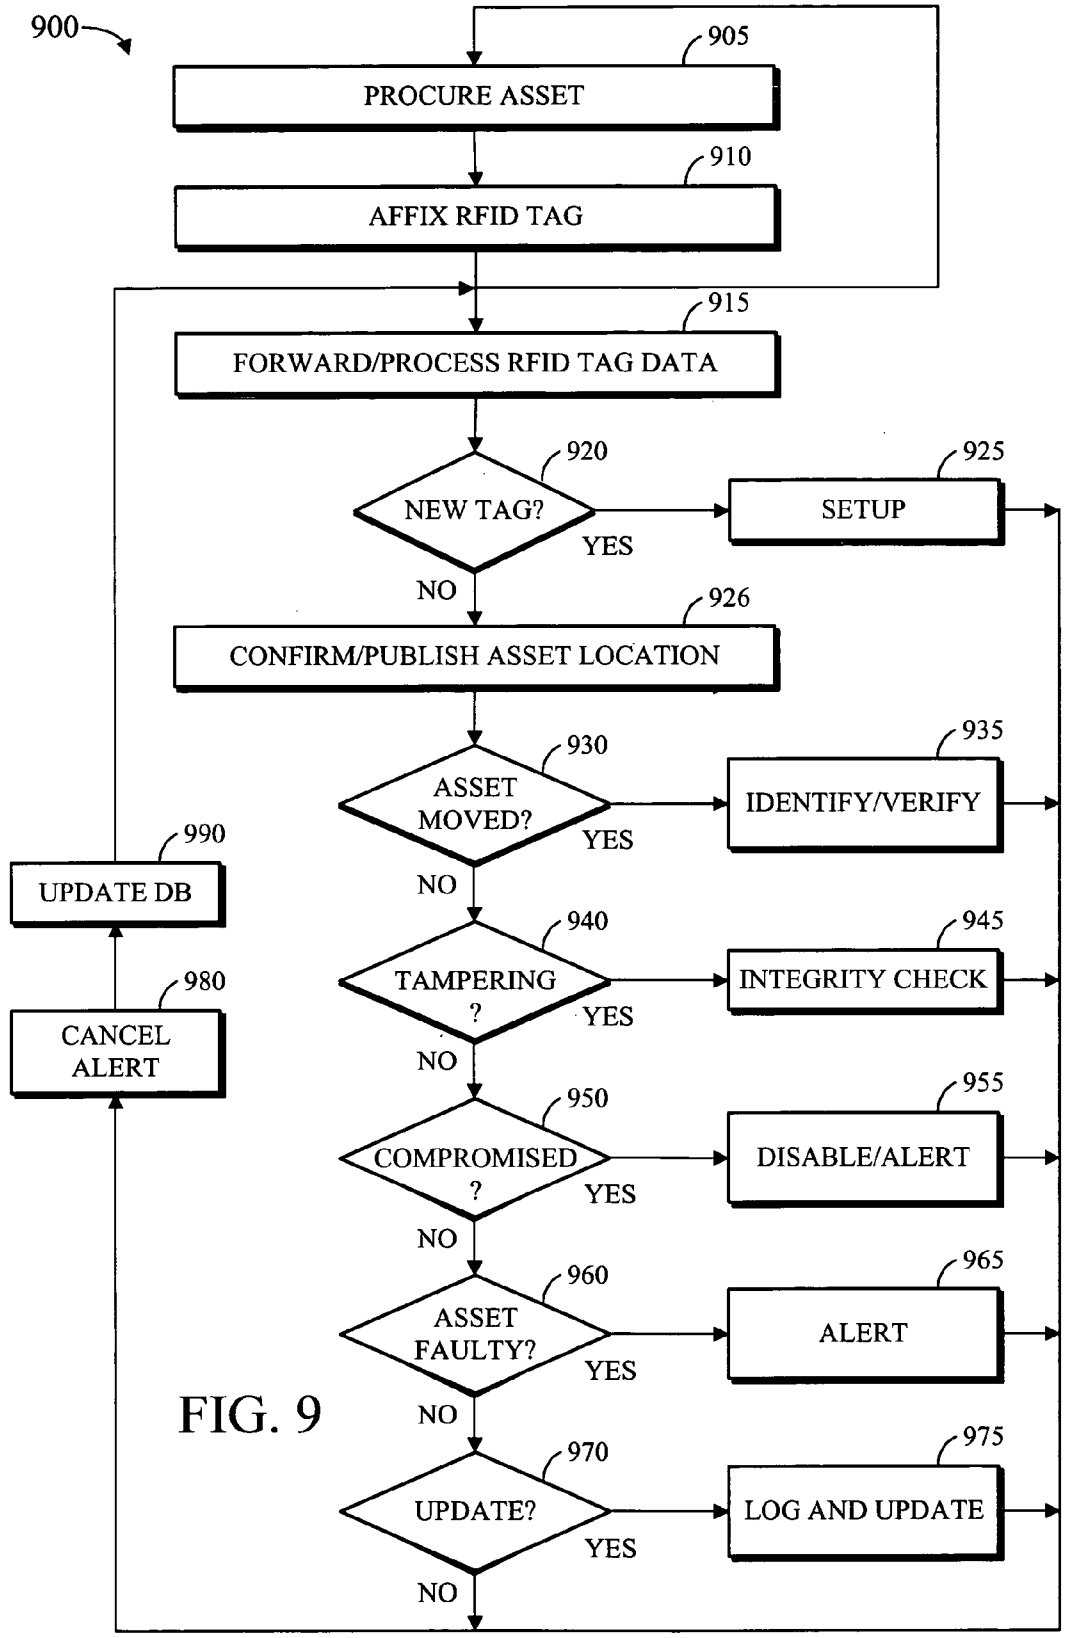 900
905
PROCURE ASSET
910
AFFIX RFID TAG
915
FORWARD/PROCESS RFID TAG DATA
920
NEW TAG?
YES
925
SETUP
NO
926
CONFIRM/PUBLISH ASSET LOCATION
930
ASSET
MOVED?
YES
935
IDENTIFY/VERIFY
NO
990
UPDATE DB
940
TAMPERING
?
YES
945
INTEGRITY CHECK
NO
980
CANCEL
ALERT
950
COMPROMISED
?
YES
955
DISABLE/ALERT
NO
960
ASSET
FAULTY?
YES
965
ALERT
NO
FIG. 9
970
UPDATE?
YES
975
LOG AND UPDATE
NO